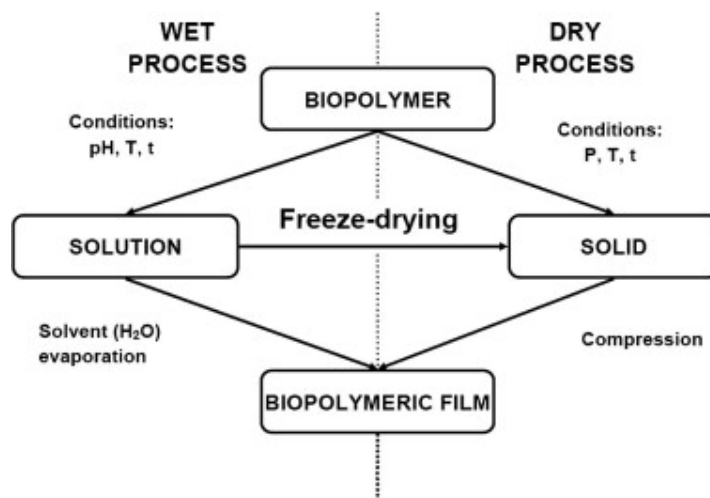 WET
PROCESS
DRY
PROCESS
BIOPOLYMER
Conditions:
pH, T, t
Conditions:
P, T, t
Freeze-drying
SOLUTION
SOLID
Solvent (H₂O)
evaporation
Compression
BIOPOLYMERIC FILM